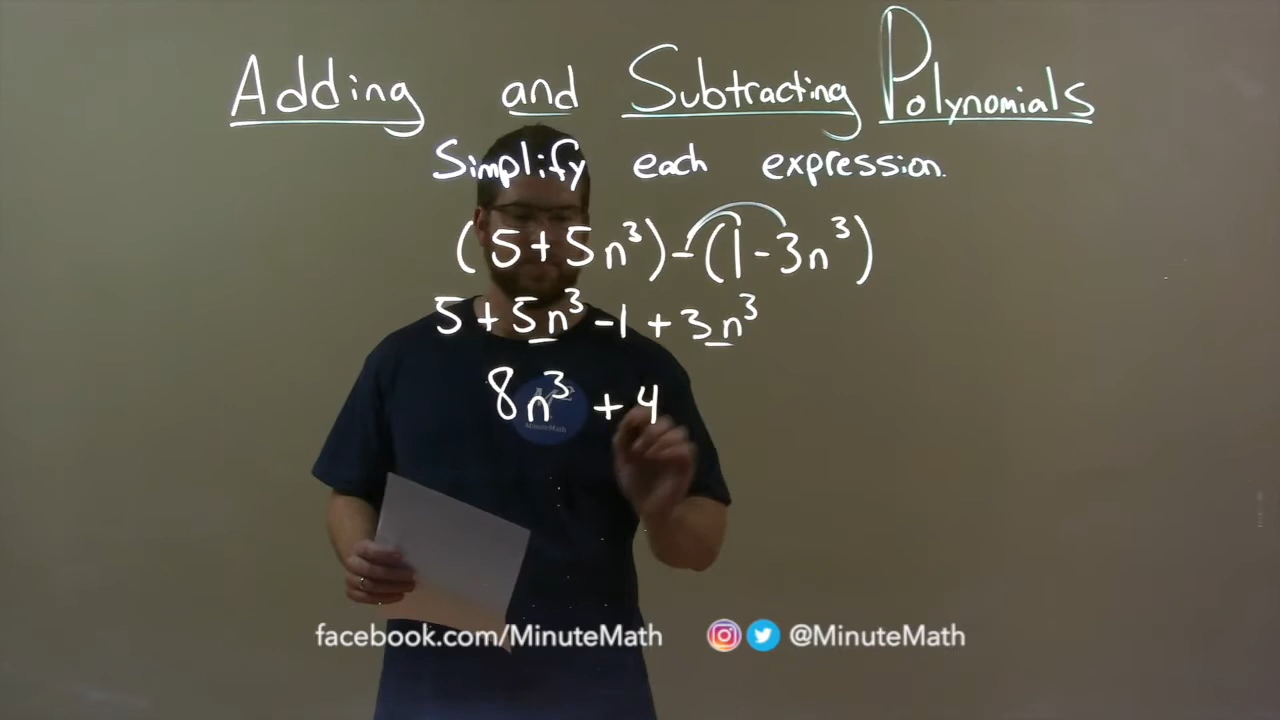 Adding and Subtracting Polynomials
Simplify each expression.
(5+5n³)-(1-3n³)
5+5n³-1+3n³
8n³+4
MinuteMath
facebook.com/MinuteMath @MinuteMath